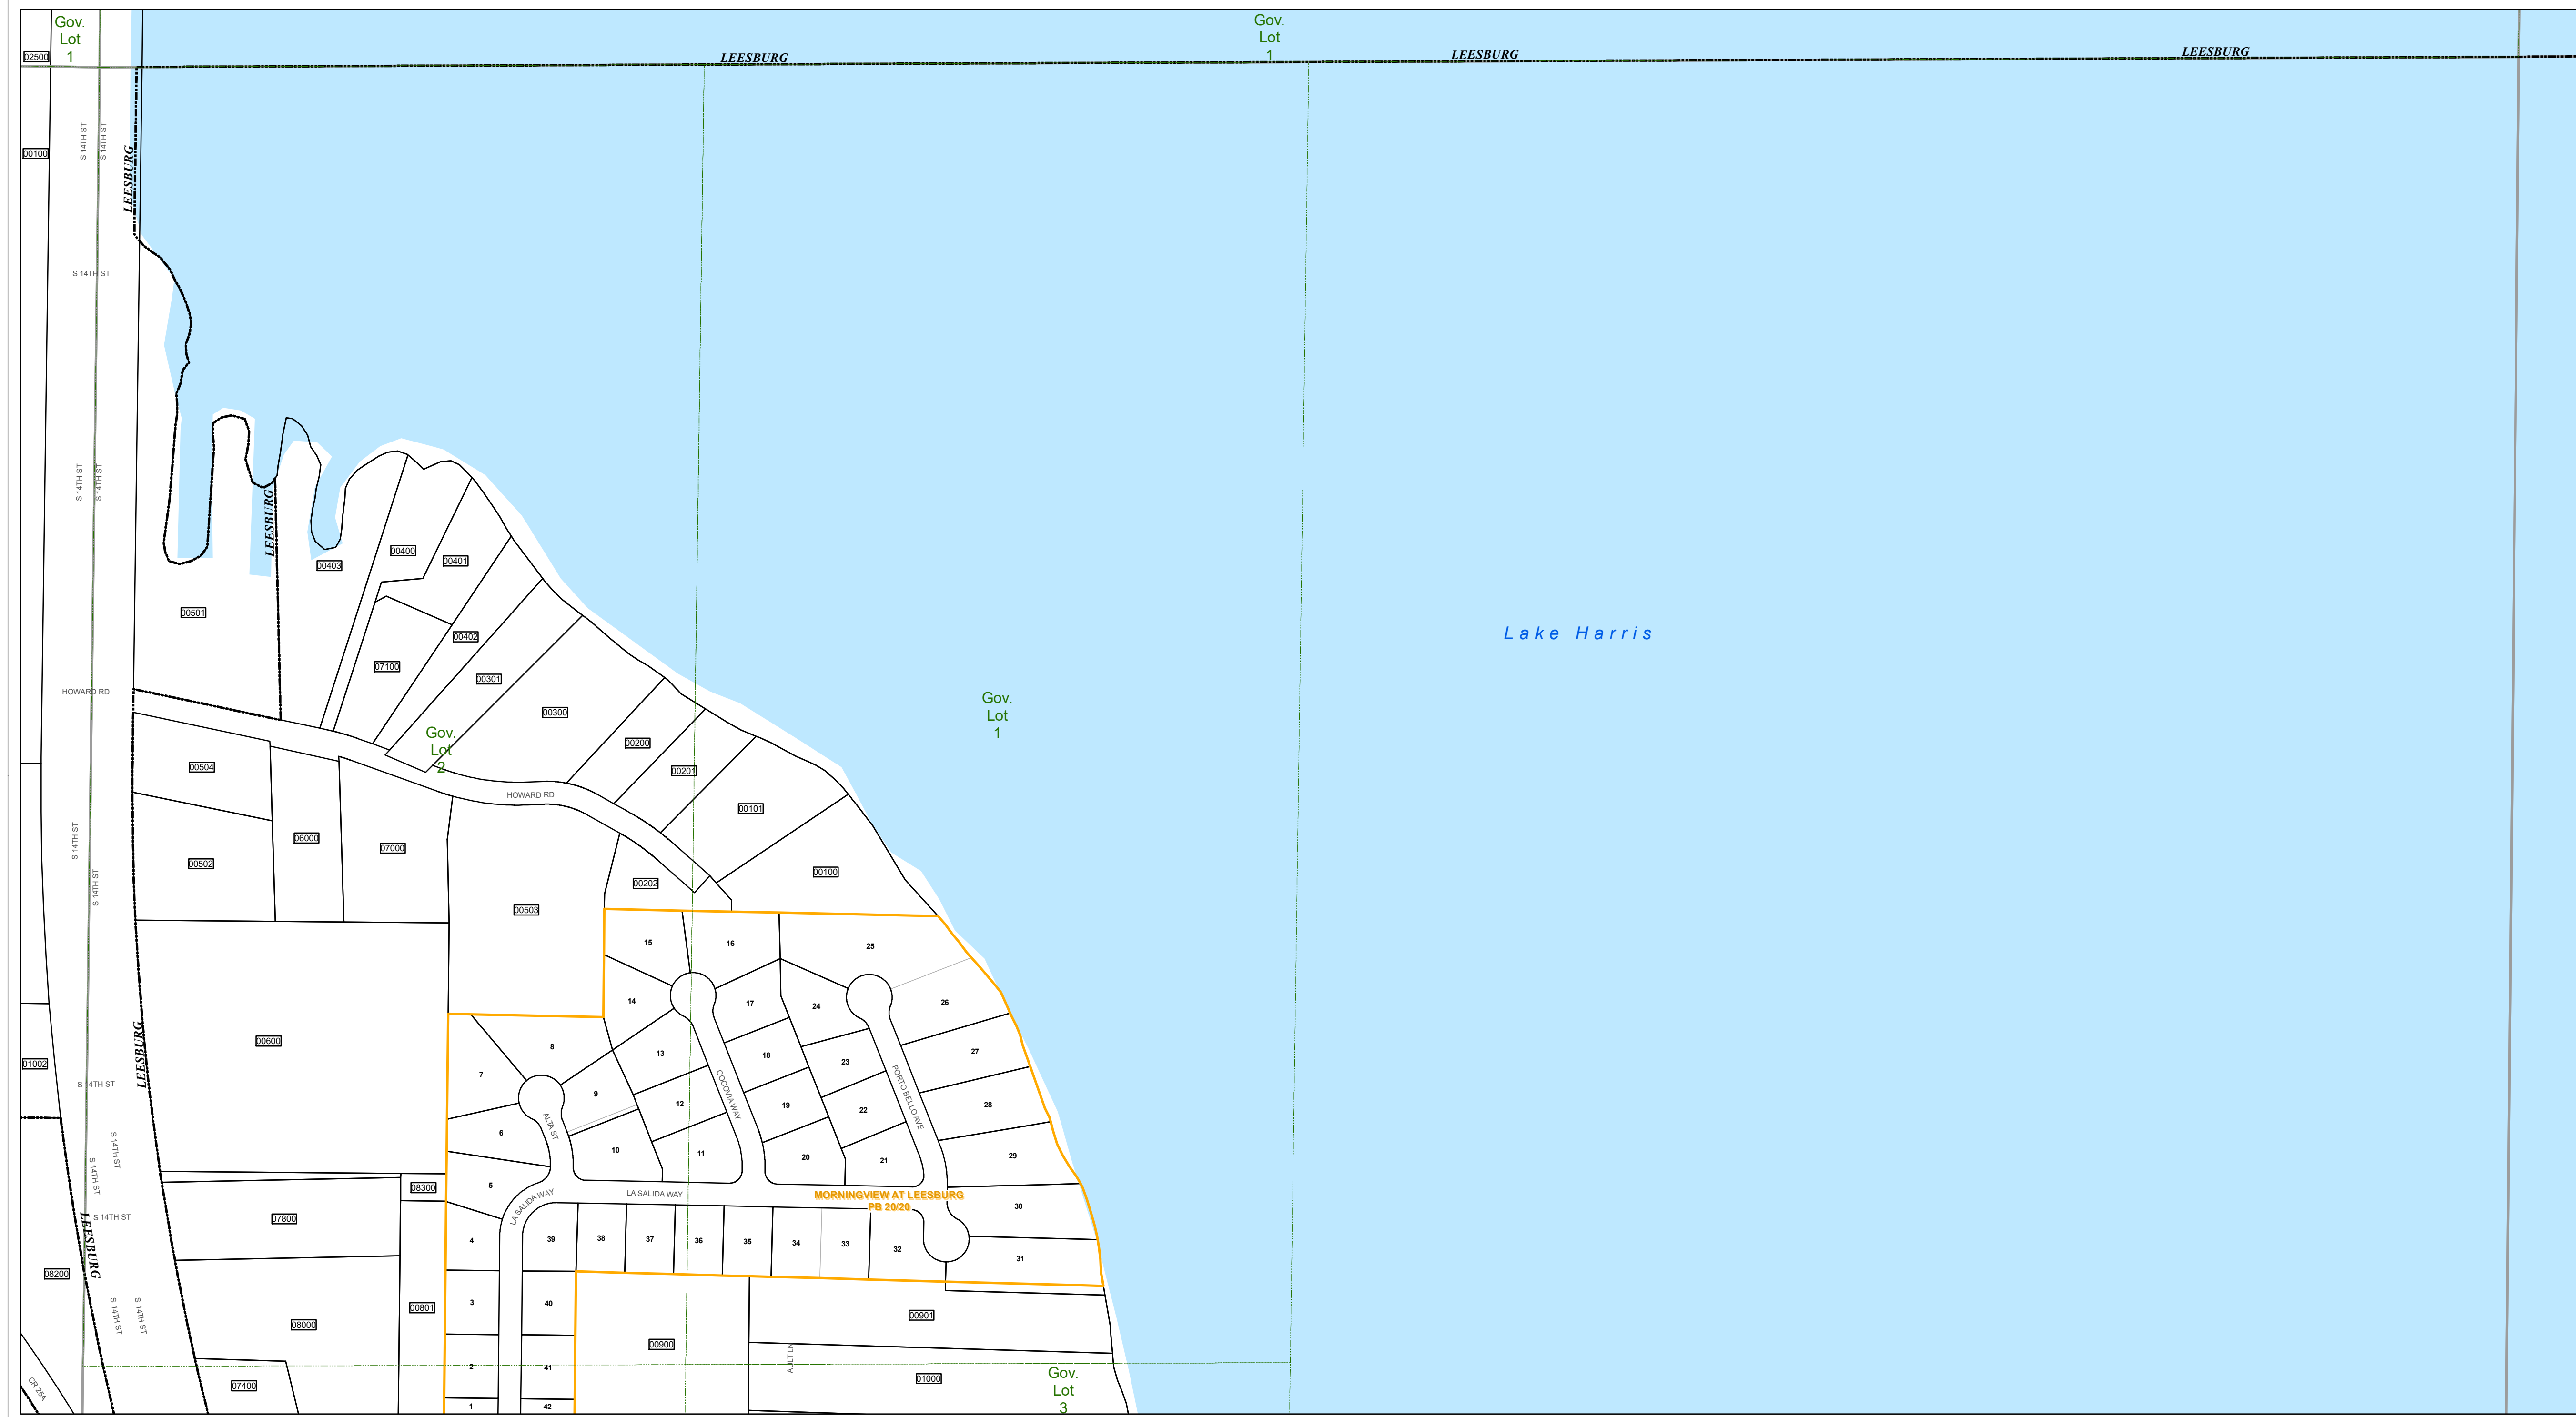 Gov.
Lot
1
Gov.
Lot
1
02500
LEESBURG
LEESBURG
LEESBURG
S 14TH ST
S 14TH ST
00100
LEESBURG
S 14TH ST
S 14TH ST
S 14TH ST
LEESBURG
00403
00400
00401
00501
00402
07100
00301
Lake Harris
HOWARD RD
00300
Gov.
Lot
1
Gov.
Lot
2
00200
00201
00504
HOWARD RD
00101
S 14TH ST
06000
07000
00502
S 14TH ST
00202
00100
00503
15
16
25
14
17
24
26
00600
LEESBURG
8
13
18
23
27
01002
S 14TH ST
7
9
12
COCOVIA WAY
19
22
PORTO BELLO AVE
28
ALTA ST
6
10
11
20
21
29
S 14TH ST
S 14TH ST
08300
5
LA SALIDA WAY
LA SALIDA WAY
MORNINGVIEW AT LEESBURG
PB 20/20
30
07800
S 14TH ST
LEESBURG
4
39
38
37
36
35
34
33
32
31
08200
3
40
00801
S 14TH ST
S 14TH ST
08000
00901
00900
2
41
AULT LN
Gov.
Lot
3
01000
07400
CR 25A
1
42